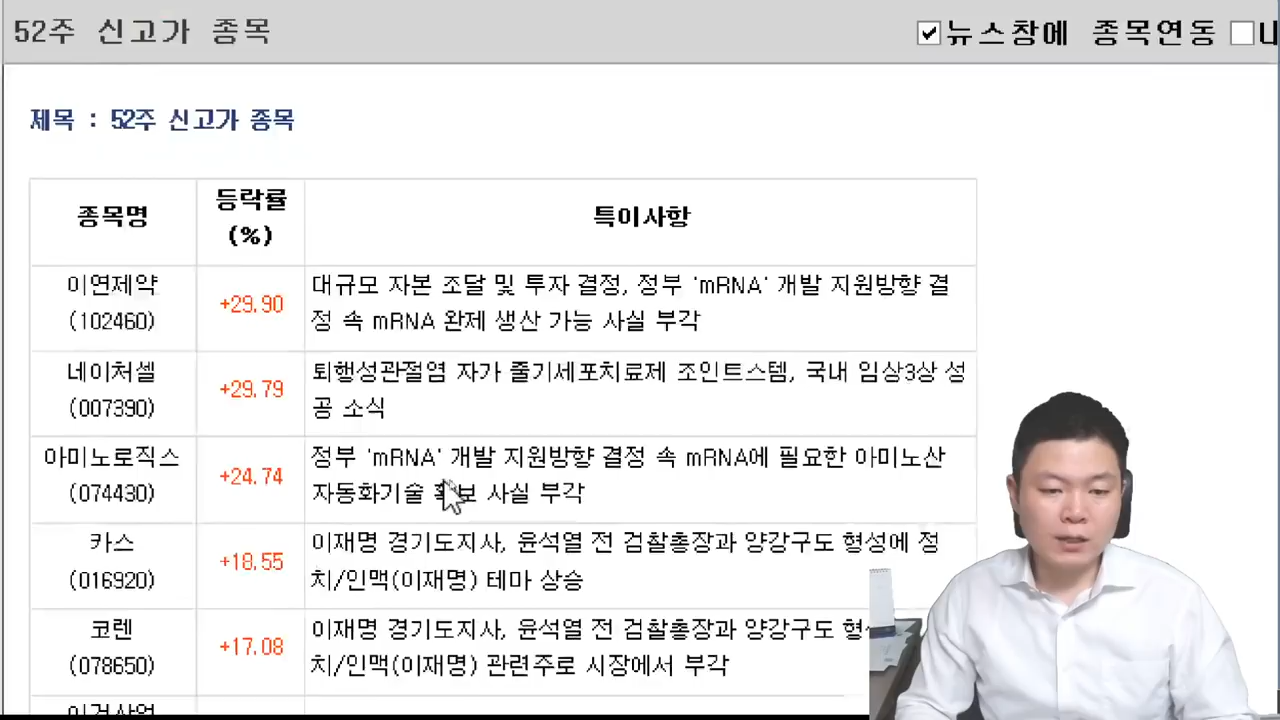 52주 신고가 종목
뉴스창에 종목연동
제목 : 52주 신고가 종목
종목명 등락률 (%) 특이사항
이연제약
(102460)
+29.90
대규모 자본 조달 및 투자 결정, 정부 'mRNA' 개발 지원방향 결
정 속 mRNA 완제 생산 가능 사실 부각
네이처셀
(007390)
+29.79
퇴행성관절염 자가 줄기세포치료제 조인트스템, 국내 임상3상 성
공 소식
아미노로직스
(074430)
+24.74
정부 'mRNA' 개발 지원방향 결정 속 mRNA에 필요한 아미노산
자동화기술 확보 사실 부각
카스
(016920)
+18.55
이재명 경기도지사, 윤석열 전 검찰총장과 양강구도 형성에 정
치/인맥(이재명) 테마 상승
코렌
(078650)
+17.08
이재명 경기도지사, 윤석열 전 검찰총장과 양강구도
치/인맥(이재명) 관련주로 시장에서 부각